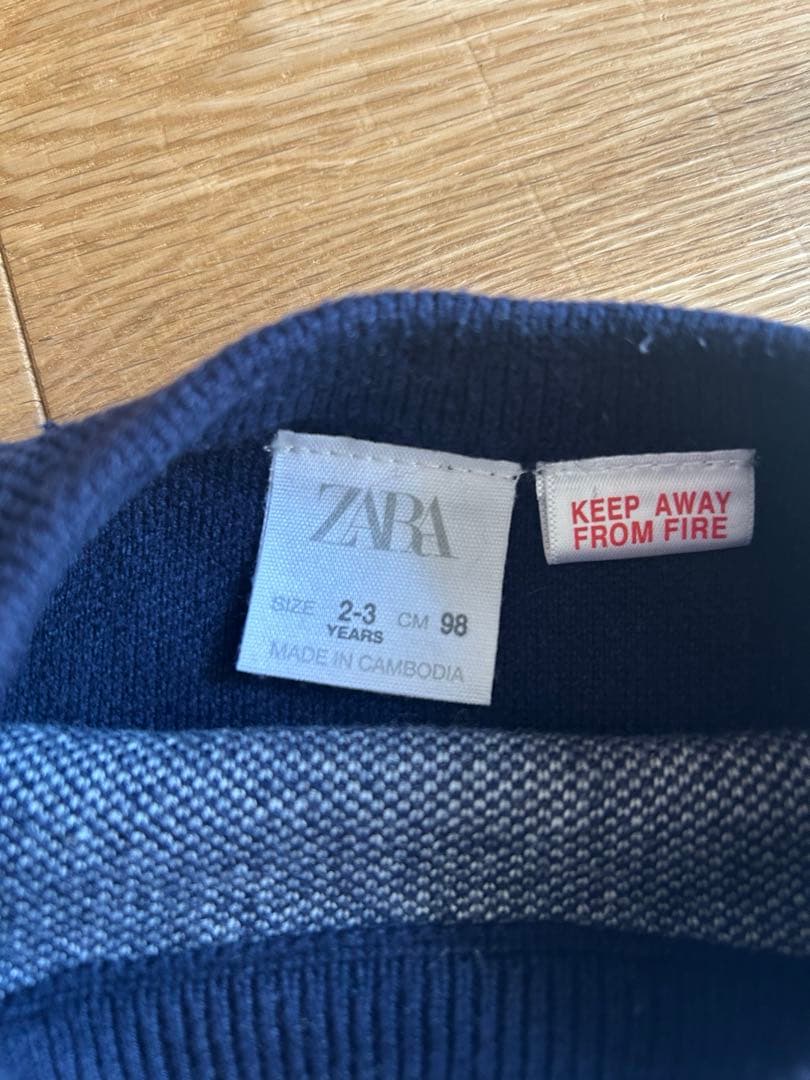 ZARA
SIZE 2-3 CM 98
YEARS
MADE IN CAMBODIA
KEEP AWAY
FROM FIRE